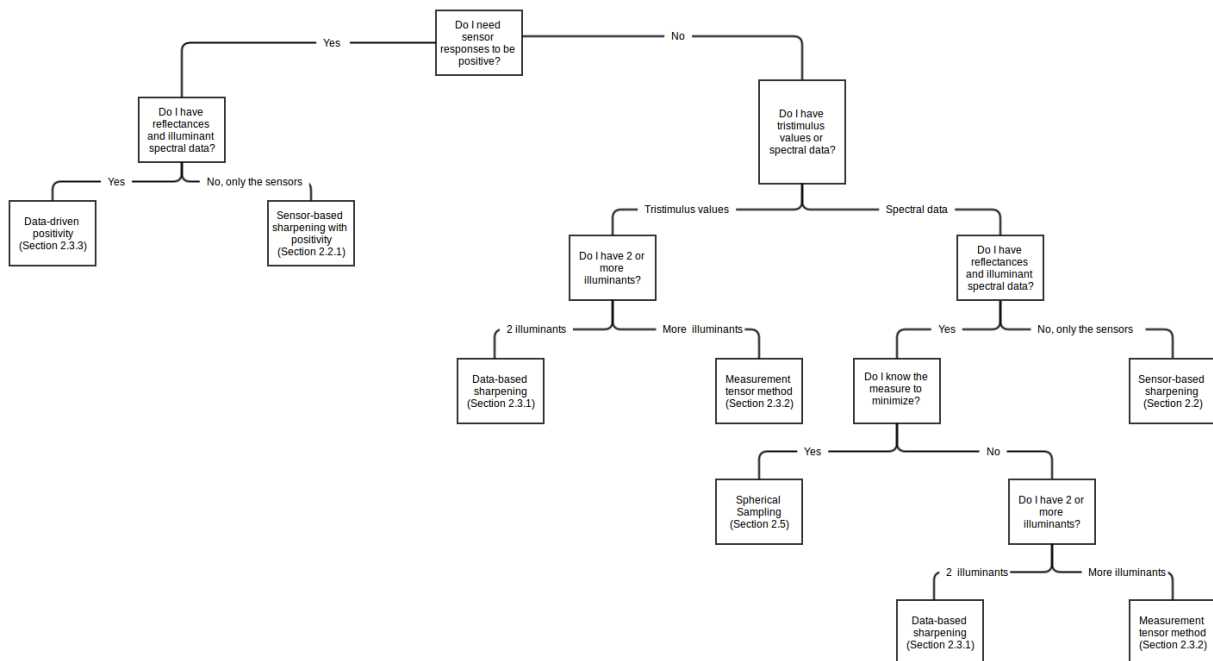 Do I need
sensor
responses to be
positive?
Yes
No
Do I have
reflectances
and illuminant
spectral data?
Do I have
tristimulus
values or
spectral data?
Yes
No, only the sensors
Data-driven
positivity
(Section 2.3.3)
Sensor-based
sharpening with
positivity
(Section 2.2.1)
Tristimulus values
Spectral data
Do I have 2 or
more
illuminants?
Do I have
reflectances
and illuminant
spectral data?
2 illuminants
More illuminants
Yes
No, only the sensors
Data-based
sharpening
(Section 2.3.1)
Measurement
tensor method
(Section 2.3.2)
Do I know the
measure to
minimize?
Sensor-based
sharpening
(Section 2.2)
Yes
No
Spherical
Sampling
(Section 2.5)
Do I have 2 or
more
illuminants?
2 illuminants
More illuminants
Data-based
sharpening
(Section 2.3.1)
Measurement
tensor method
(Section 2.3.2)